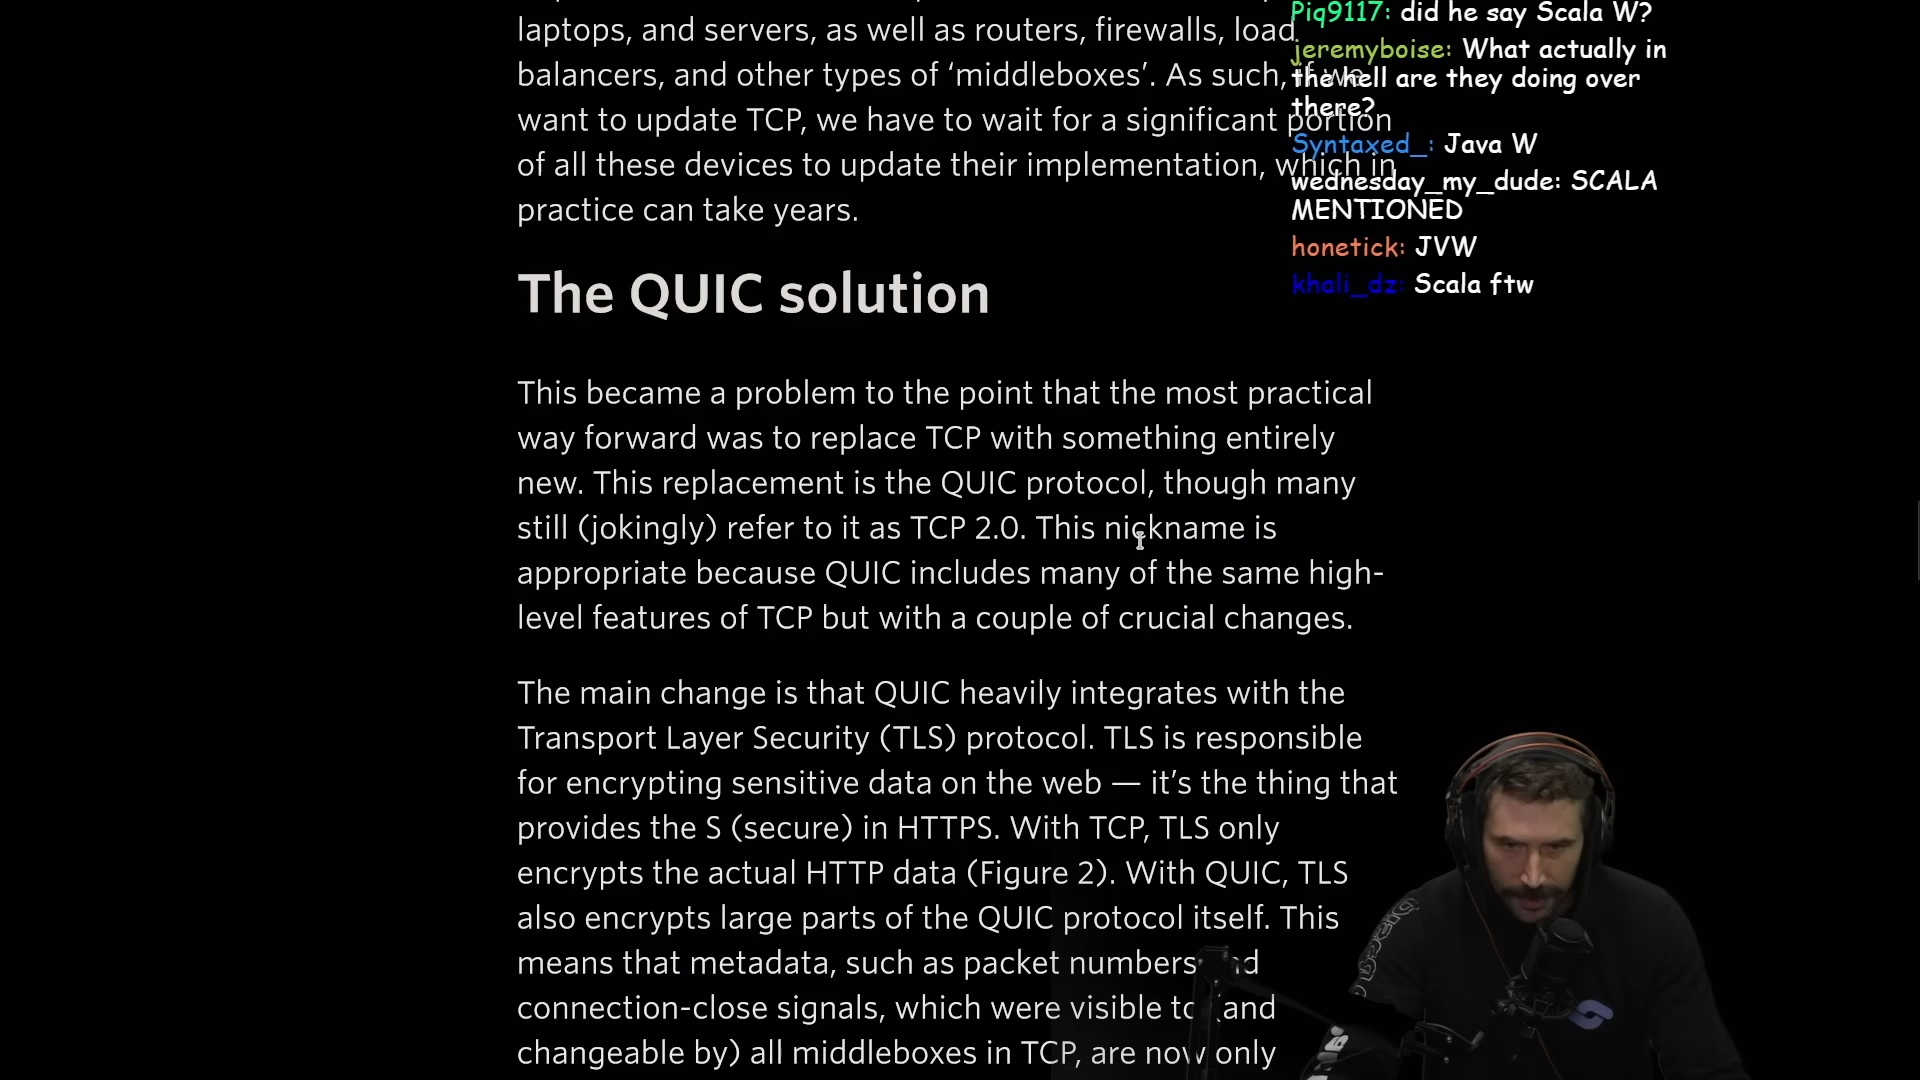 laptops, and servers, as well as routers, firewalls, load
balancers, and other types of ‘middleboxes’. As such, if we
want to update TCP, we have to wait for a significant portion
of all these devices to update their implementation, which in
practice can take years.
The QUIC solution
This became a problem to the point that the most practical
way forward was to replace TCP with something entirely
new. This replacement is the QUIC protocol, though many
still (jokingly) refer to it as TCP 2.0. This nickname is
appropriate because QUIC includes many of the same high-
level features of TCP but with a couple of crucial changes.
The main change is that QUIC heavily integrates with the
Transport Layer Security (TLS) protocol. TLS is responsible
for encrypting sensitive data on the web — it’s the thing that
provides the S (secure) in HTTPS. With TCP, TLS only
encrypts the actual HTTP data (Figure 2). With QUIC, TLS
also encrypts large parts of the QUIC protocol itself. This
means that metadata, such as packet numbers and
connection-close signals, which were visible to (and
changeable by) all middleboxes in TCP, are now only
Piq9117: did he say Scala W?
jeremyboise: What actually in
the hell are they doing over
there?
Syntaxed_: Java W
wednesday_my_dude: SCALA
MENTIONED
honetick: JVW
khali_dz: Scala ftw